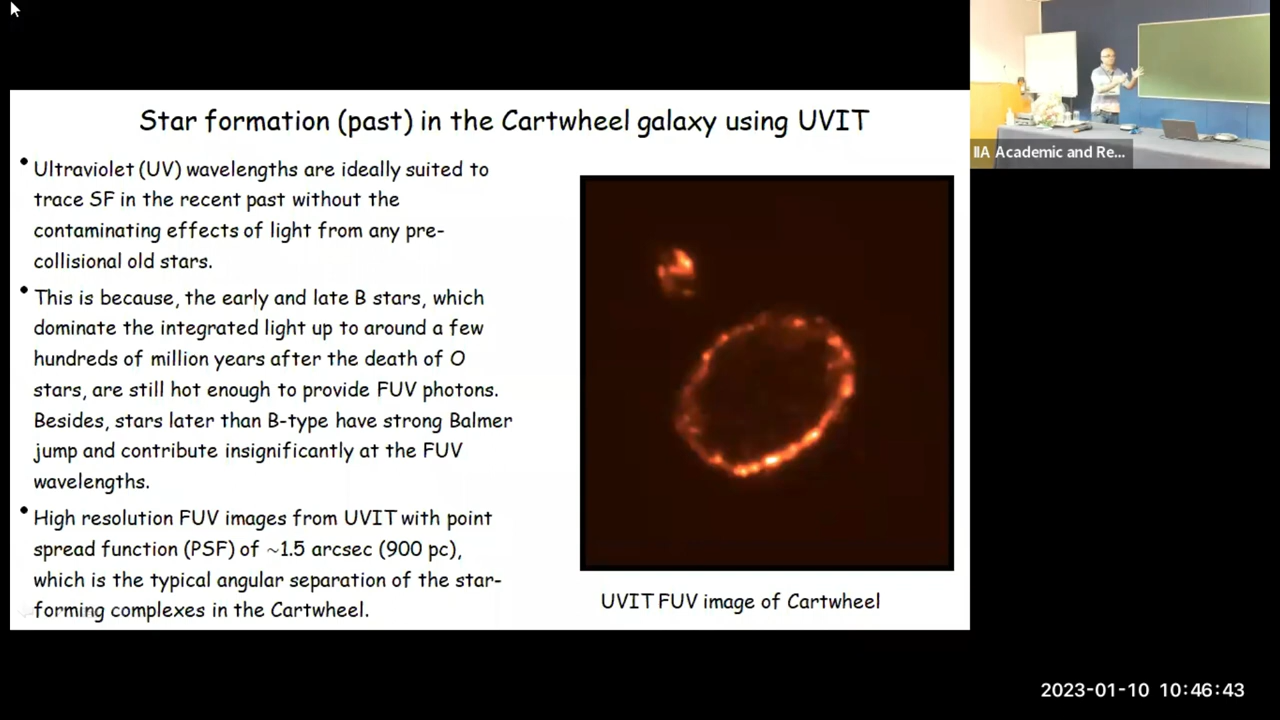 Star formation (past) in the Cartwheel galaxy using UVIT
• Ultraviolet (UV) wavelengths are ideally suited to
trace SF in the recent past without the
contaminating effects of light from any pre-
collisional old stars.
• This is because, the early and late B stars, which
dominate the integrated light up to around a few
hundreds of million years after the death of O
stars, are still hot enough to provide FUV photons.
Besides, stars later than B-type have strong Balmer
jump and contribute insignificantly at the FUV
wavelengths.
• High resolution FUV images from UVIT with point
spread function (PSF) of ~1.5 arcsec (900 pc),
which is the typical angular separation of the star-
forming complexes in the Cartwheel.
UVIT FUV image of Cartwheel
IIA Academic and Re...
2023-01-10 10:46:43